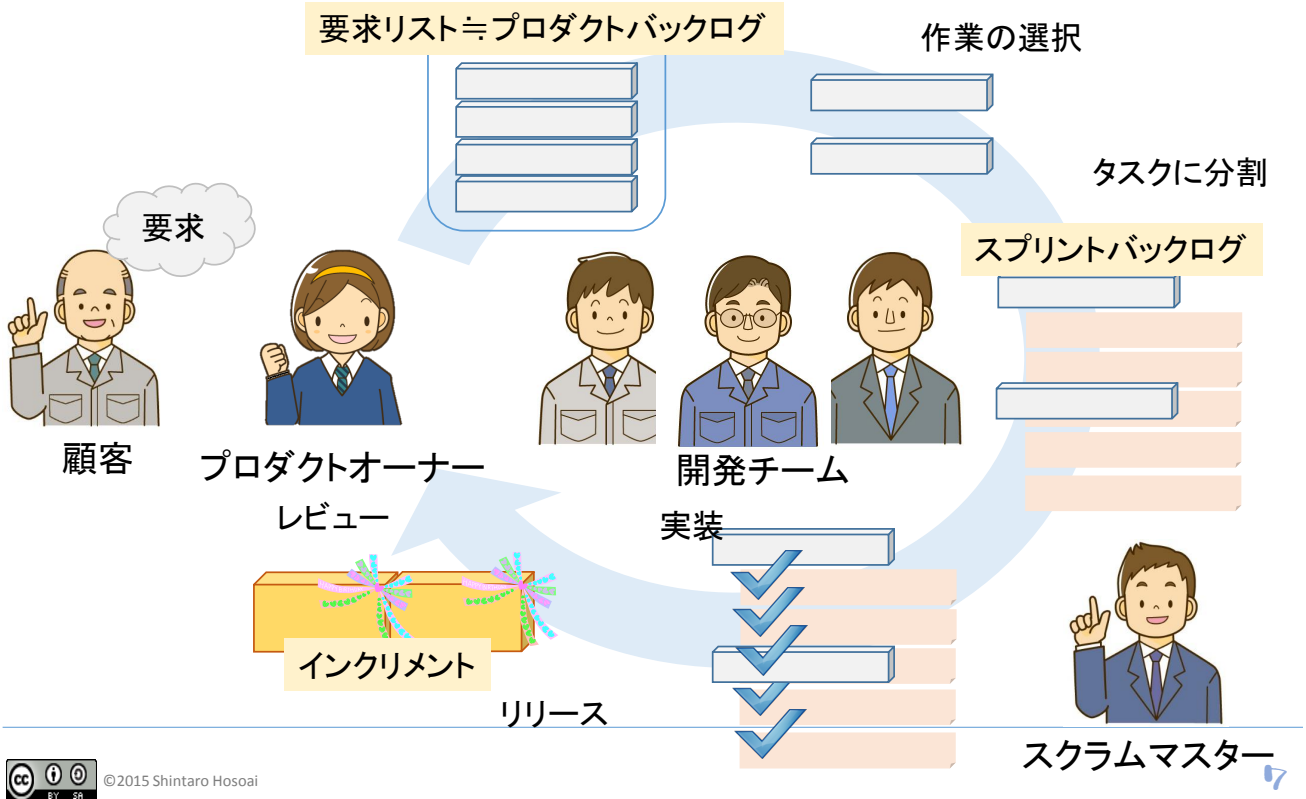 要求リスト≒プロダクトバックログ
作業の選択
タスクに分割
要求
スプリントバックログ
顧客
プロダクトオーナー
開発チーム
レビュー
実装
インクリメント
リリース
スクラムマスター
cc BY SA
©2015 Shintaro Hosoai
7